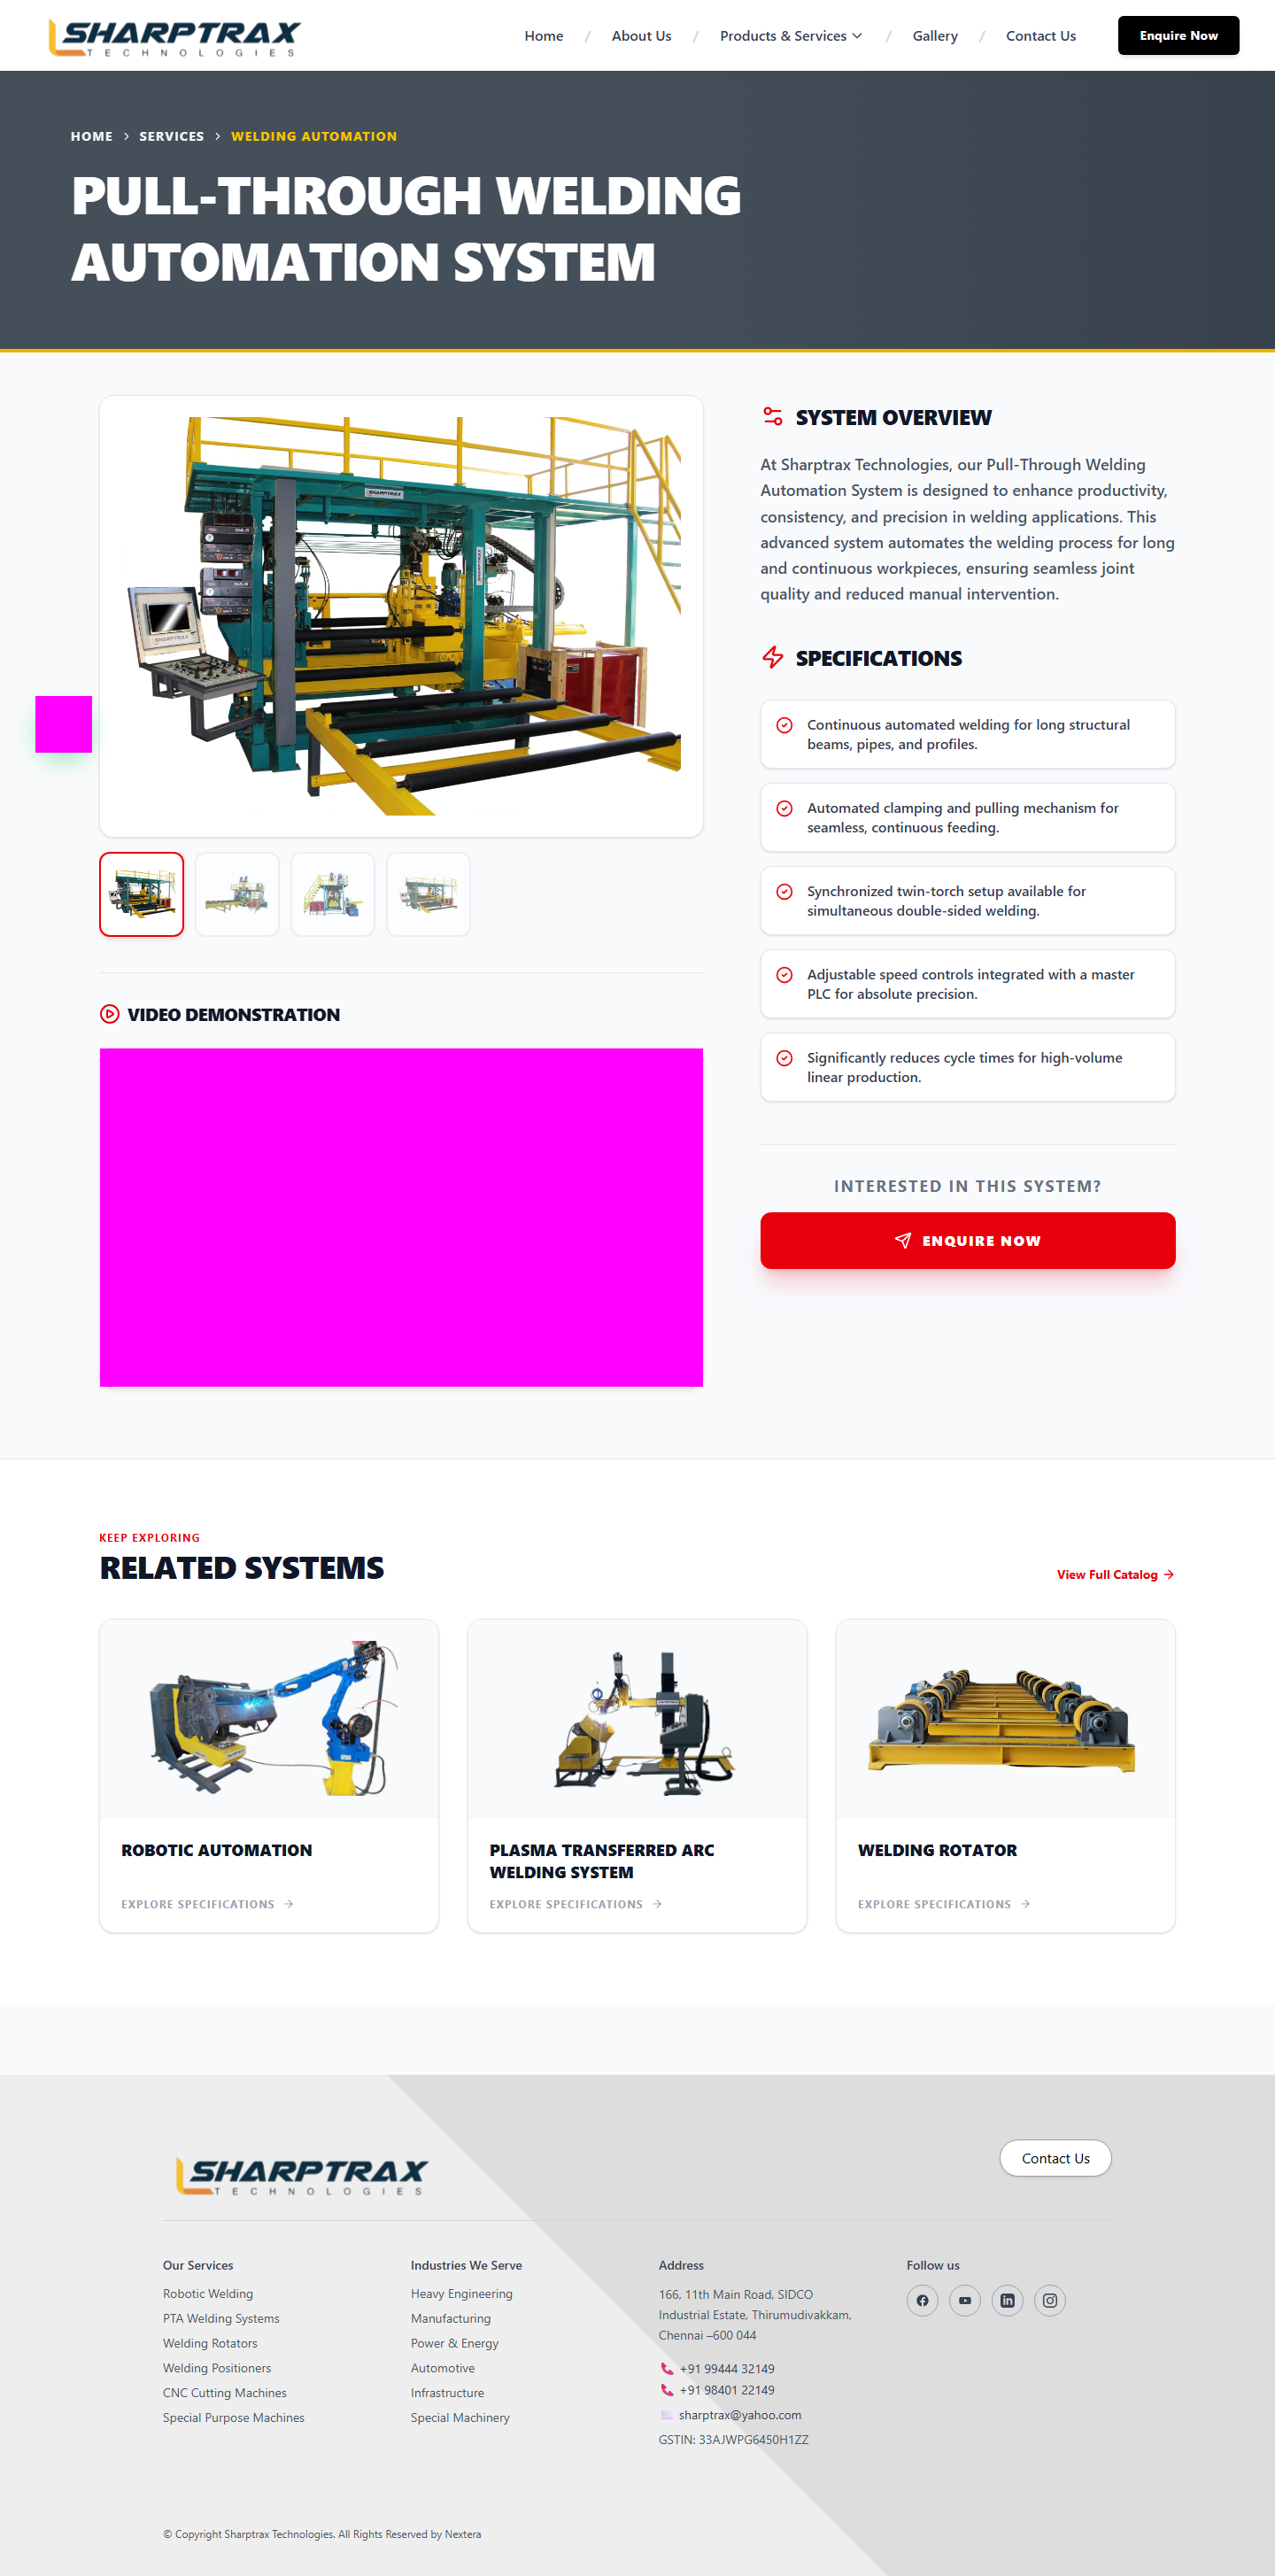 SHARPTRAX
TECHNOLOGIES
Home / About Us / Products & Services / Gallery / Contact Us
Enquire Now
HOME > SERVICES > WELDING AUTOMATION
PULL-THROUGH WELDING
AUTOMATION SYSTEM
SHARPTRAX
SHARPTRAX
NA-5
NA-5
SHARPTRAX
SYSTEM OVERVIEW
At Sharptrax Technologies, our Pull-Through Welding
Automation System is designed to enhance productivity,
consistency, and precision in welding applications. This
advanced system automates the welding process for long
and continuous workpieces, ensuring seamless joint
quality and reduced manual intervention.
SPECIFICATIONS
Continuous automated welding for long structural
beams, pipes, and profiles.
Automated clamping and pulling mechanism for
seamless, continuous feeding.
Synchronized twin-torch setup available for
simultaneous double-sided welding.
Adjustable speed controls integrated with a master
PLC for absolute precision.
Significantly reduces cycle times for high-volume
linear production.
INTERESTED IN THIS SYSTEM?
ENQUIRE NOW
VIDEO DEMONSTRATION
KEEP EXPLORING
RELATED SYSTEMS
View Full Catalog
ROBOTIC AUTOMATION
EXPLORE SPECIFICATIONS
PLASMA TRANSFERRED ARC
WELDING SYSTEM
EXPLORE SPECIFICATIONS
WELDING ROTATOR
EXPLORE SPECIFICATIONS
SHARPTRAX
TECHNOLOGIES
Contact Us
Our Services
Robotic Welding
PTA Welding Systems
Welding Rotators
Welding Positioners
CNC Cutting Machines
Special Purpose Machines
Industries We Serve
Heavy Engineering
Manufacturing
Power & Energy
Automotive
Infrastructure
Special Machinery
Address
166, 11th Main Road, SIDCO
Industrial Estate, Thirumudivakkam,
Chennai –600 044
+91 99444 32149
+91 98401 22149
sharptrax@yahoo.com
GSTIN: 33AJWPG6450H1ZZ
Follow us
© Copyright Sharptrax Technologies. All Rights Reserved by Nextera